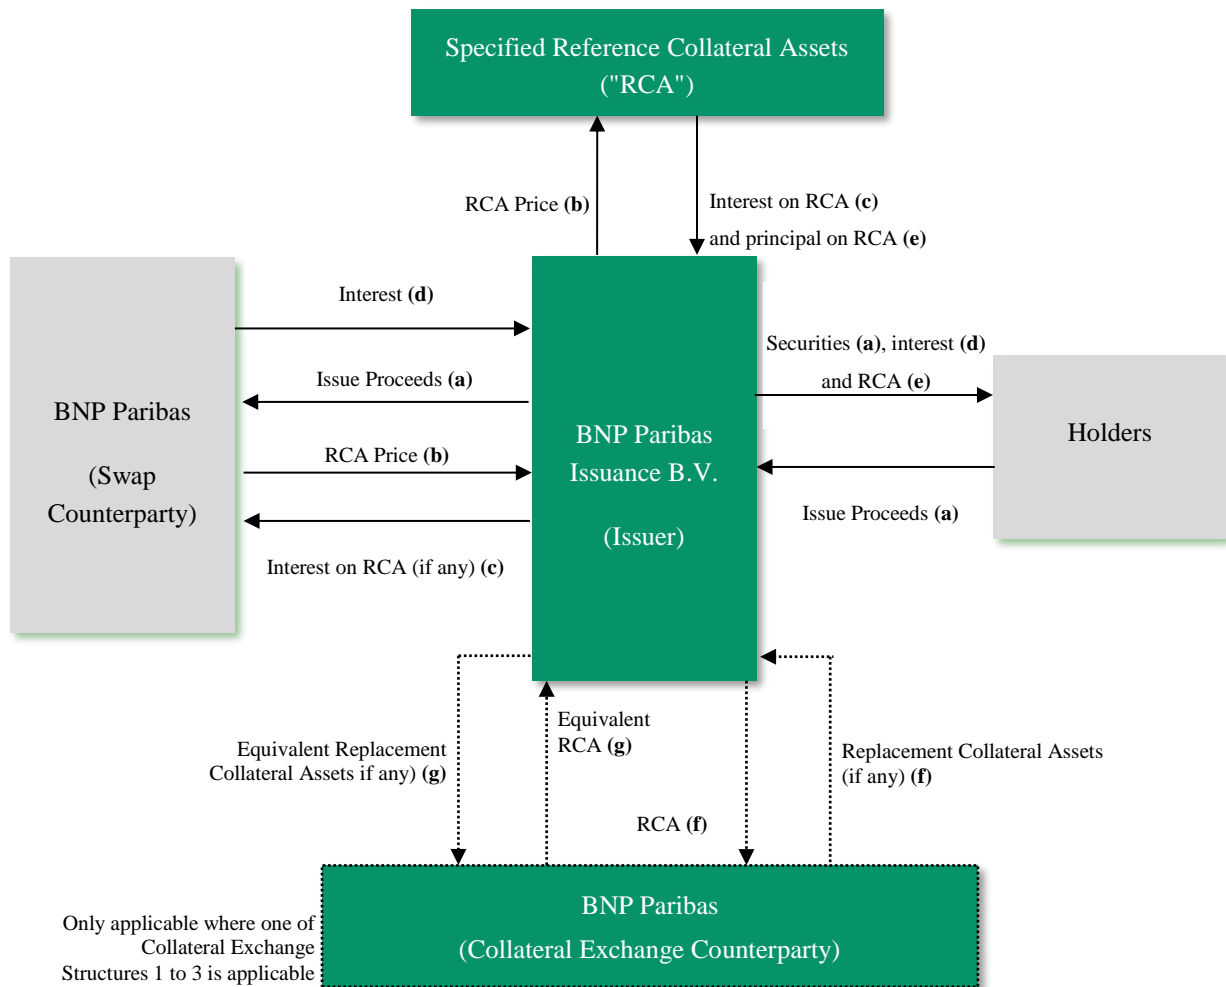 Specified Reference Collateral Assets
("RCA")
RCA Price (b)
Interest on RCA (c)
and principal on RCA (e)
BNP Paribas
(Swap
Counterparty)
Interest (d)
Issue Proceeds (a)
RCA Price (b)
Interest on RCA (if any) (c)
BNP Paribas
Issuance B.V.
(Issuer)
Securities (a), interest (d)
and RCA (e)
Issue Proceeds (a)
Holders
Equivalent Replacement
Collateral Assets if any) (g)
Equivalent
RCA (g)
RCA (f)
Replacement Collateral Assets
(if any) (f)
Only applicable where one of
Collateral Exchange
Structures 1 to 3 is applicable
BNP Paribas
(Collateral Exchange Counterparty)